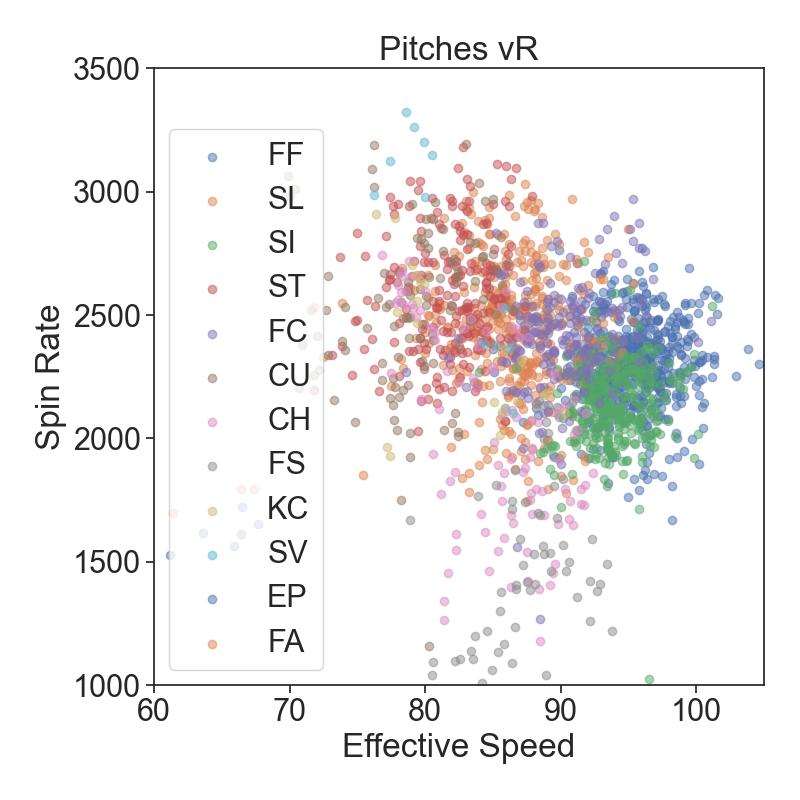 Pitches vR
3500
3000
2500
2000
1500
1000
Spin Rate
FF
SL
SI
ST
FC
CU
CH
FS
KC
SV
EP
FA
60
70
80
90
100
Effective Speed